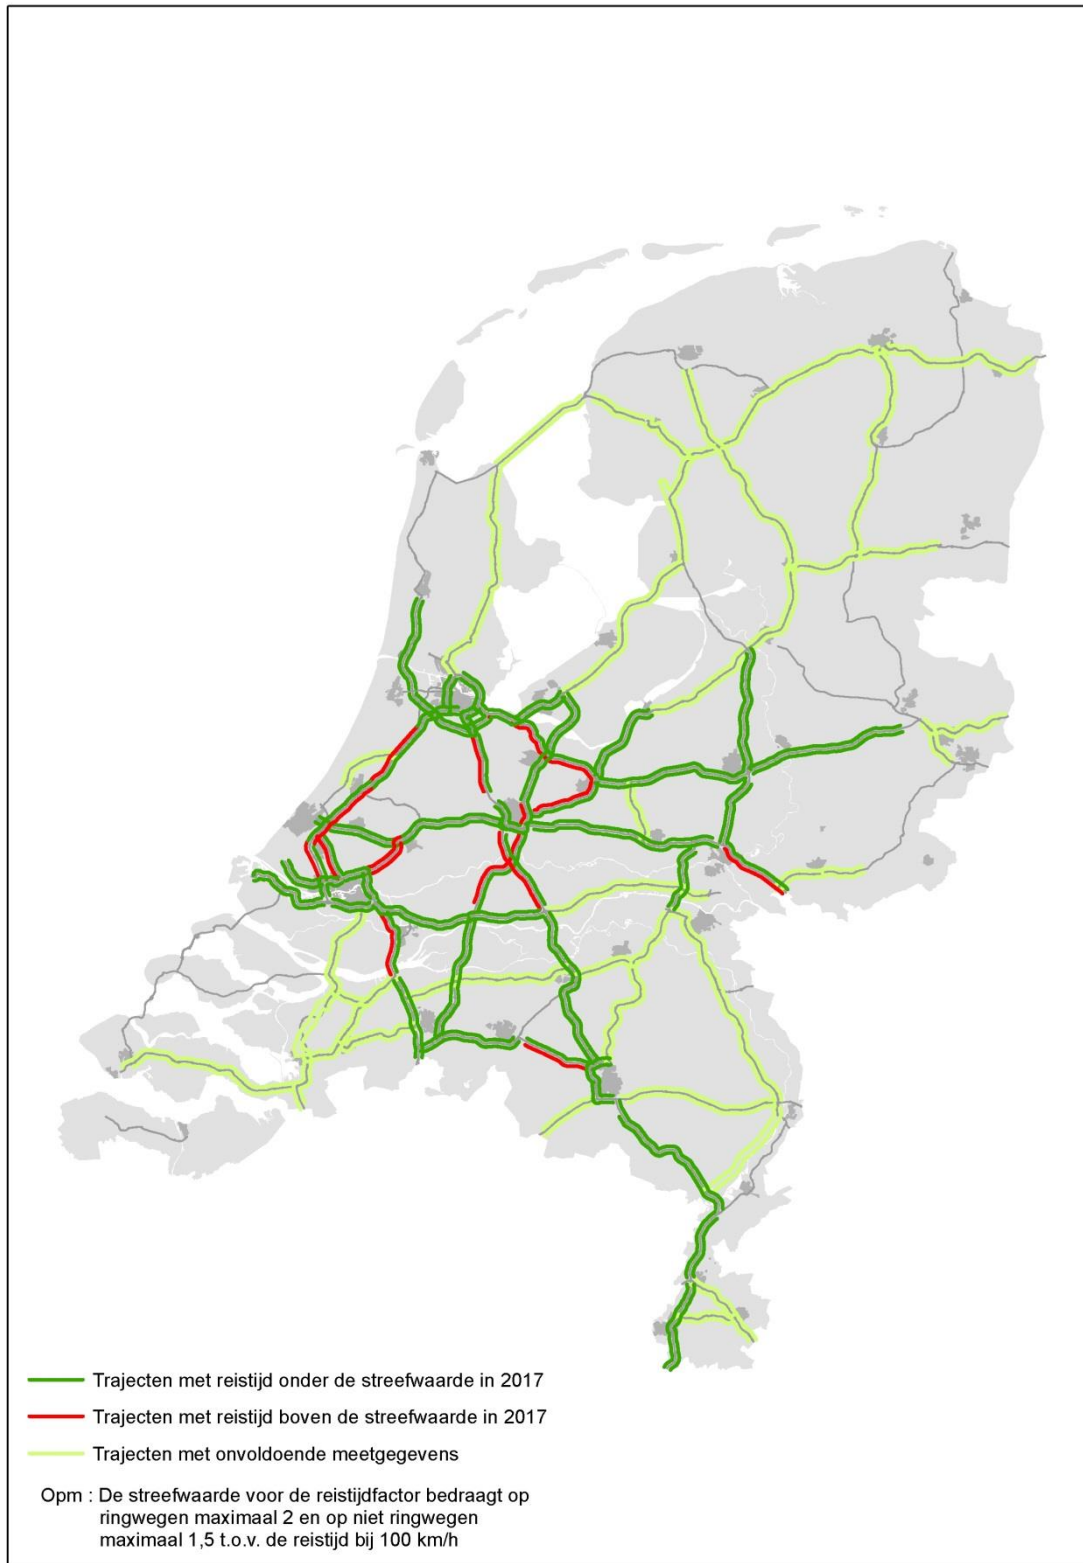 Trajecten met reistijd onder de streefwaarde in 2017
Trajecten met reistijd boven de streefwaarde in 2017
Trajecten met onvoldoende meetgegevens
Opm : De streefwaarde voor de reistijdfactor bedraagt op
ringwegen maximaal 2 en op niet ringwegen
maximaal 1,5 t.o.v. de reistijd bij 100 km/h